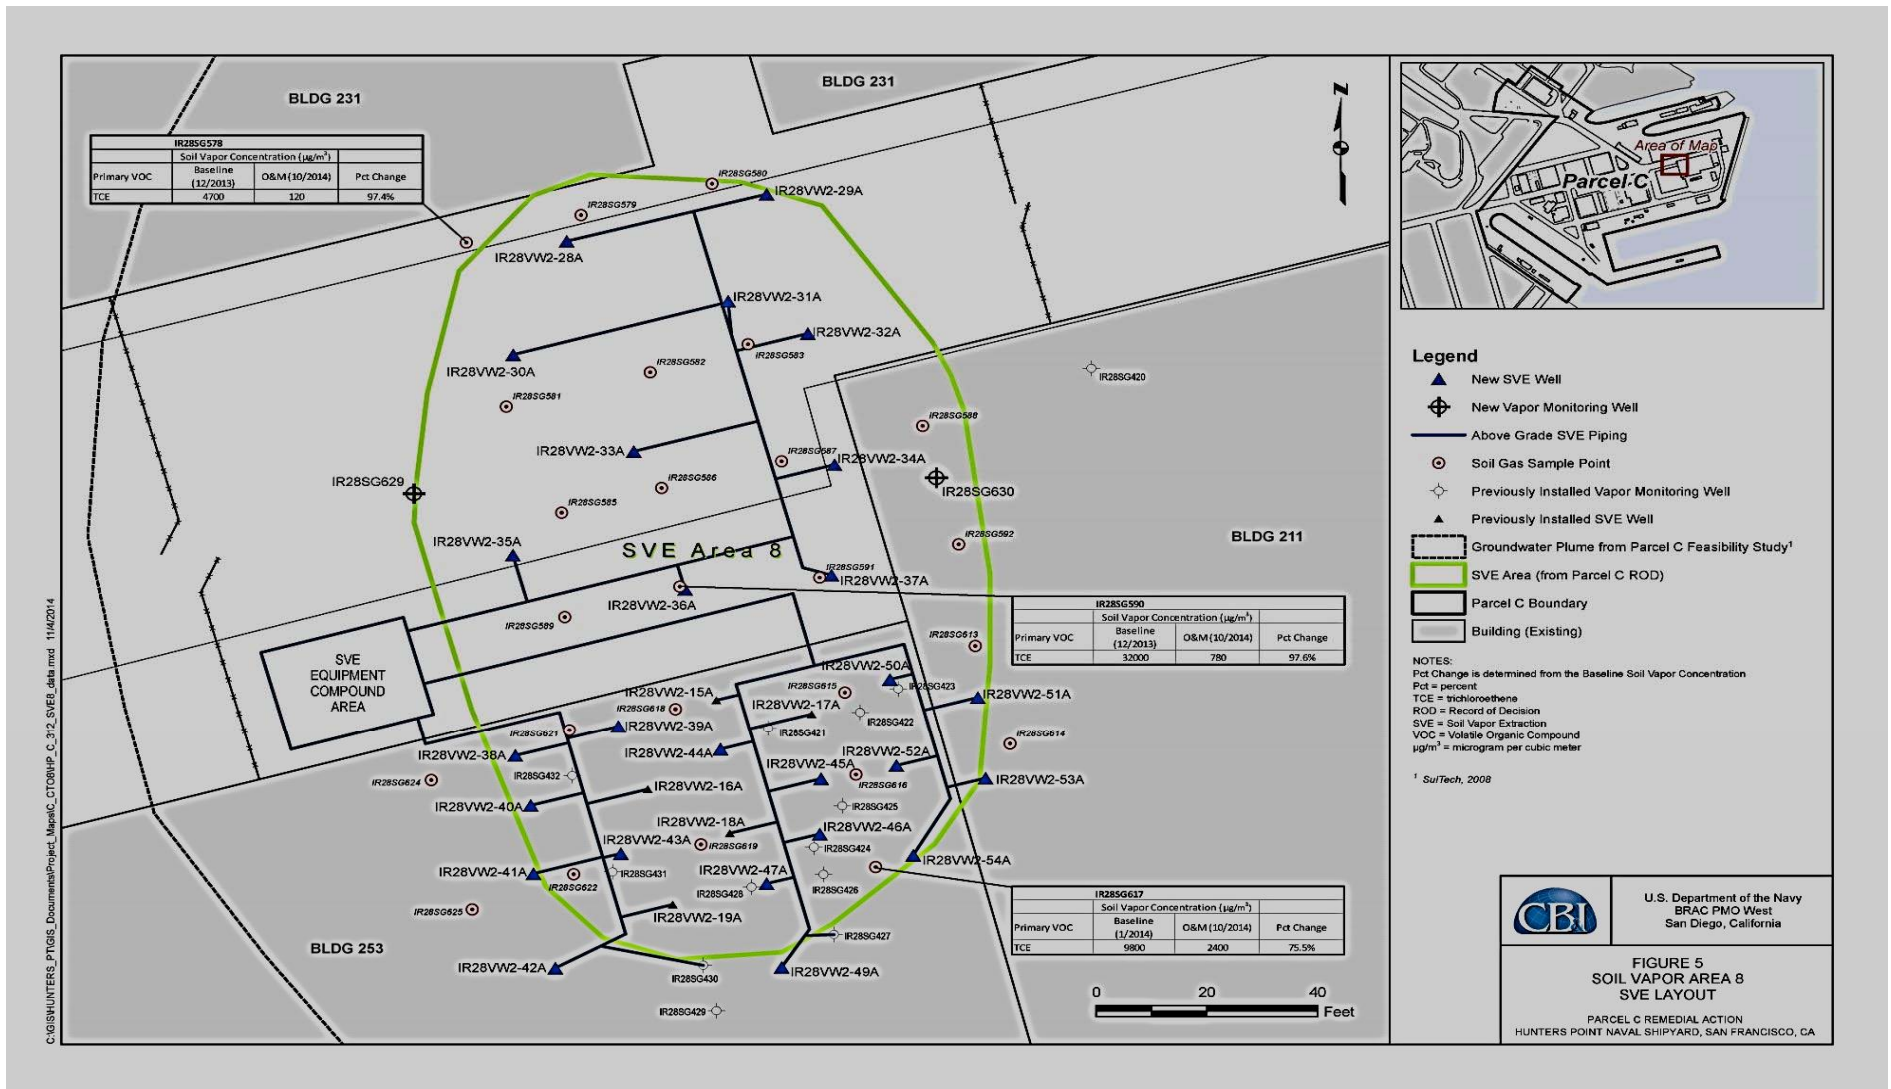 BLDG 231
BLDG 231
IR28SG578
Soil Vapor Concentration (µg/m³)
Primary VOC
Baseline
(12/2013)
O&M (10/2014)
Pct Change
TCE
4700
120
97.4%
IR28SG580
IR28VW2-29A
IR28SG579
IR28VW2-28A
IR28VW2-31A
IR28VW2-32A
IR28SG583
IR28SG582
IR28VW2-30A
IR28SG581
IR28SG420
IR28SG588
IR28VW2-33A
IR28SG587
IR28VW2-34A
IR28SG629
IR28SG586
IR28SG630
IR28SG585
IR28VW2-35A
SVE Area 8
IR28SG592
BLDG 211
IR28SG591
IR28VW2-37A
IR28VW2-36A
IR28SG589
IR28SG590
Soil Vapor Concentration (µg/m³)
Primary VOC
Baseline
(12/2013)
O&M (10/2014)
Pct Change
TCE
32000
780
97.6%
IR28SG613
SVE
EQUIPMENT
COMPOUND
AREA
IR28VW2-50A
IR28SG423
IR28VW2-15A
IR28SG615
IR28VW2-51A
IR28SG618
IR28VW2-17A
IR28SG422
IR28SG621
IR28VW2-39A
IR28SG421
IR28SG614
IR28VW2-38A
IR28VW2-44A
IR28VW2-52A
IR28VW2-45A
IR28SG432
IR28SG624
IR28VW2-16A
IR28SG616
IR28VW2-53A
IR28VW2-40A
IR28SG425
IR28VW2-18A
IR28VW2-46A
IR28VW2-43A
IR28SG619
IR28SG424
IR28VW2-54A
IR28VW2-41A
IR28SG431
IR28VW2-47A
IR28SG622
IR28SG428
IR28SG426
IR28SG625
IR28VW2-19A
IR28SG427
IR28SG617
Soil Vapor Concentration (µg/m³)
Primary VOC
Baseline
(1/2014)
O&M (10/2014)
Pct Change
TCE
9800
2400
75.5%
BLDG 253
IR28VW2-42A
IR28SG430
IR28VW2-49A
IR28SG429
0 20 40
Feet
C:\GIS\HUNTERS_PT\GIS_Documents\Project_Maps\C_CTO8\HP_C_312_SVE8_data.mxd 11/4/2014
N
Area of Map
Parcel C
Legend
New SVE Well
New Vapor Monitoring Well
Above Grade SVE Piping
Soil Gas Sample Point
Previously Installed Vapor Monitoring Well
Previously Installed SVE Well
Groundwater Plume from Parcel C Feasibility Study¹
SVE Area (from Parcel C ROD)
Parcel C Boundary
Building (Existing)
NOTES:
Pct Change is determined from the Baseline Soil Vapor Concentration
Pct = percent
TCE = trichloroethene
ROD = Record of Decision
SVE = Soil Vapor Extraction
VOC = Volatile Organic Compound
µg/m³ = microgram per cubic meter
¹ SulTech, 2008
CB&I
U.S. Department of the Navy
BRAC PMO West
San Diego, California
FIGURE 5
SOIL VAPOR AREA 8
SVE LAYOUT
PARCEL C REMEDIAL ACTION
HUNTERS POINT NAVAL SHIPYARD, SAN FRANCISCO, CA